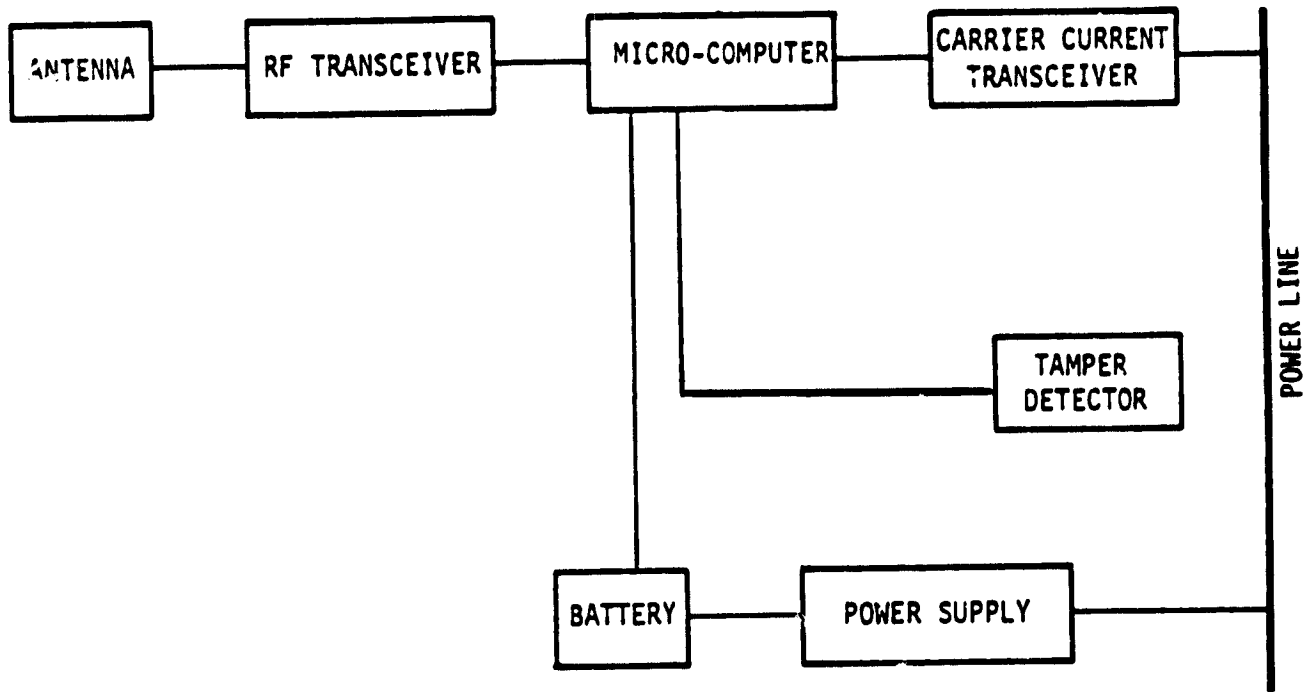 ANTENNA
RF TRANSCEIVER
MICRO-COMPUTER
CARRIER CURRENT
TRANSCEIVER
POWER LINE
TAMPER
DETECTOR
BATTERY
POWER SUPPLY